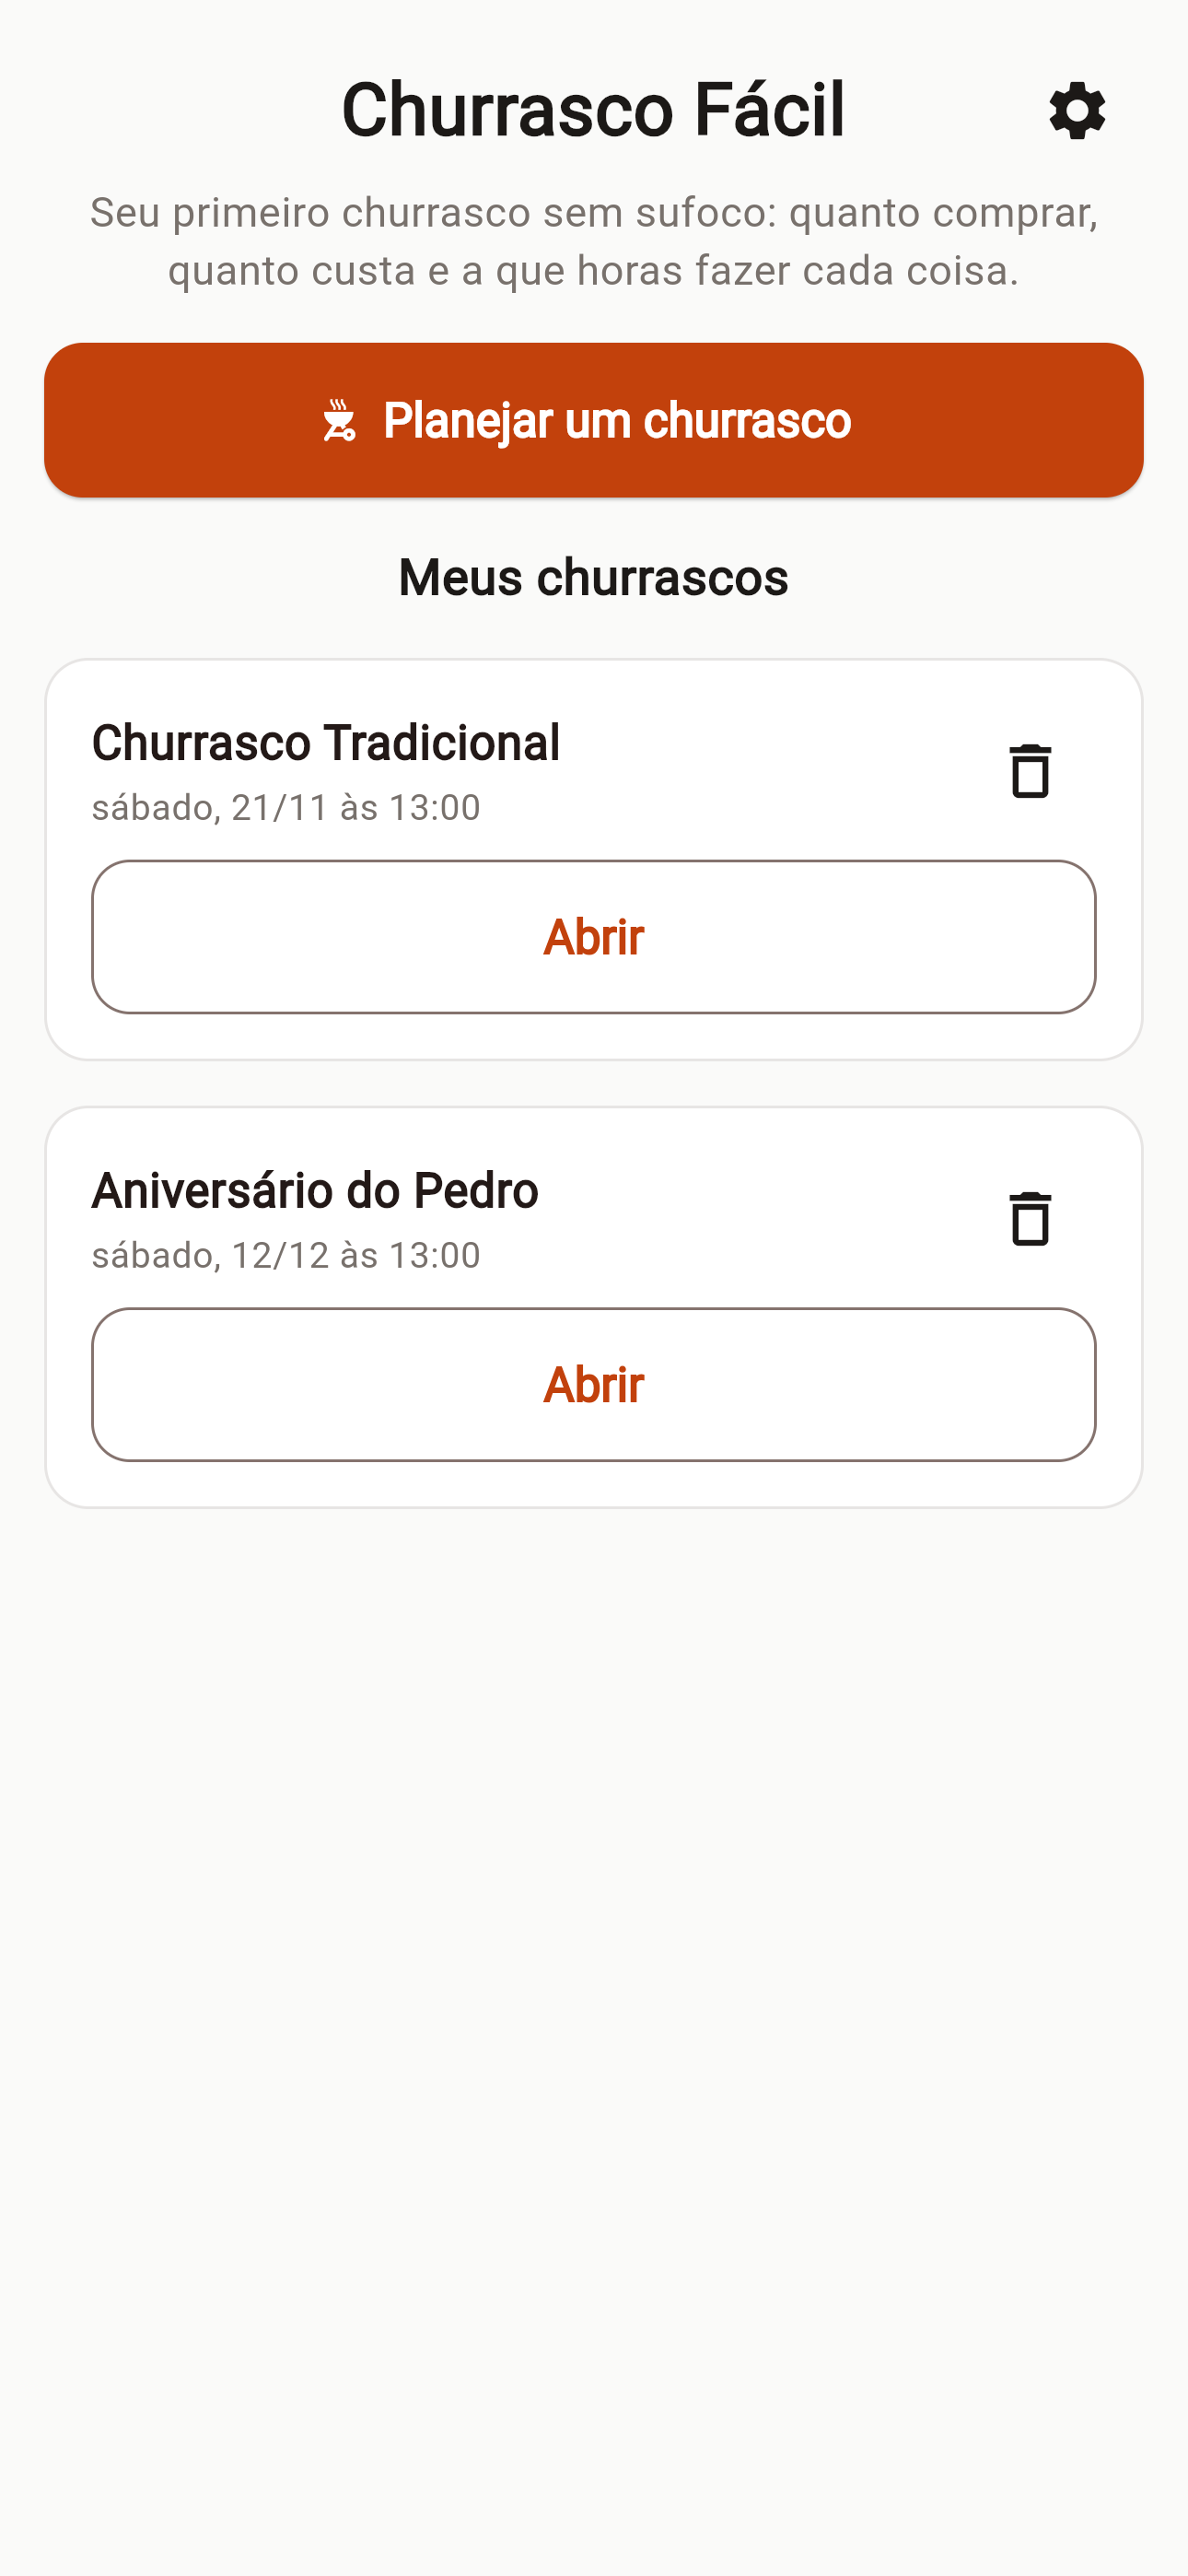 Churrasco Fácil
Seu primeiro churrasco sem sufoco: quanto comprar,
quanto custa e a que horas fazer cada coisa.
Planejar um churrasco
Meus churrascos
Churrasco Tradicional
sábado, 21/11 às 13:00
Abrir
Aniversário do Pedro
sábado, 12/12 às 13:00
Abrir